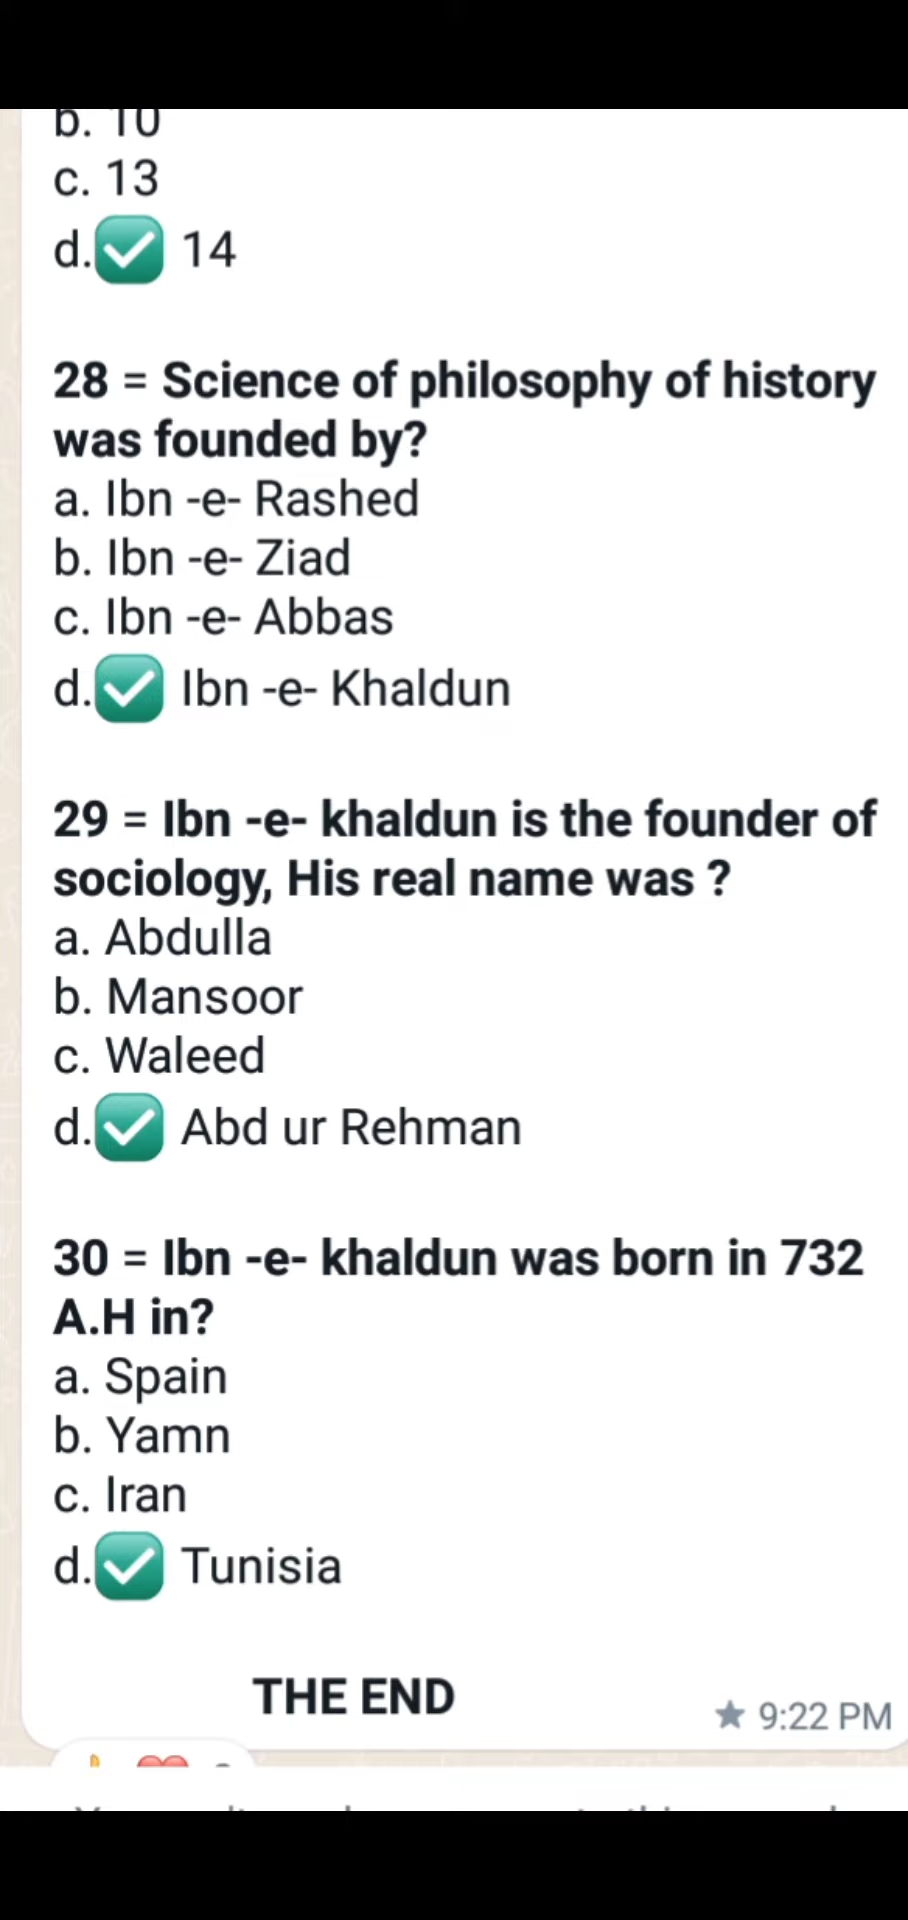 b. 10
c. 13
d.✅ 14
28 = Science of philosophy of history
was founded by?
a. Ibn -e- Rashed
b. Ibn -e- Ziad
c. Ibn -e- Abbas
d.✅ Ibn -e- Khaldun
29 = Ibn -e- khaldun is the founder of
sociology, His real name was ?
a. Abdulla
b. Mansoor
c. Waleed
d.✅ Abd ur Rehman
30 = Ibn -e- khaldun was born in 732
A.H in?
a. Spain
b. Yamn
c. Iran
d.✅ Tunisia
THE END
★ 9:22 PM